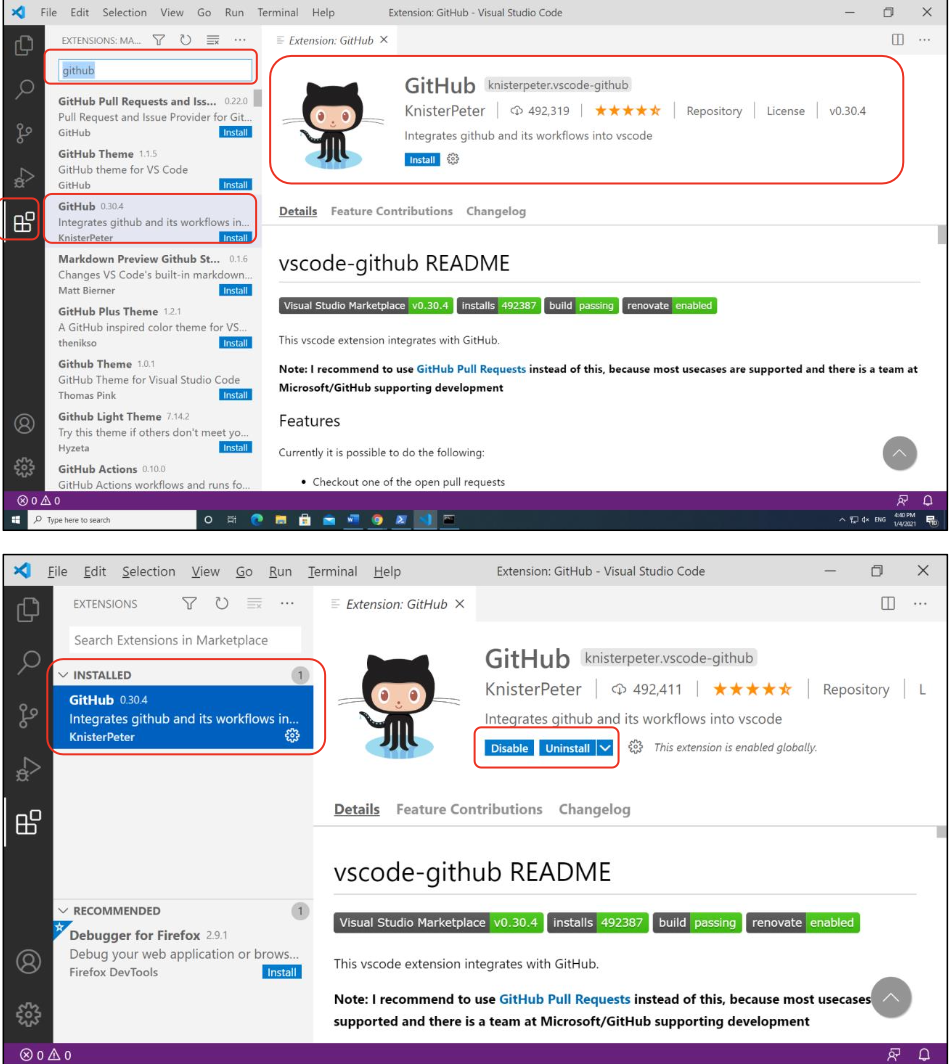 File Edit Selection View Go Run Terminal Help Extension: GitHub - Visual Studio Code
EXTENSIONS: MA... ···
github
GitHub Pull Requests and Iss... 0.22.0
Pull Request and Issue Provider for Git...
GitHub Install
GitHub Theme 1.1.5
GitHub theme for VS Code
GitHub Install
GitHub 0.30.4
Integrates github and its workflows in...
KnisterPeter Install
Markdown Preview Github St... 0.1.6
Changes VS Code's built-in markdown...
Matt Bierner Install
GitHub Plus Theme 1.2.1
A GitHub inspired color theme for VS...
thenikso Install
Github Theme 1.0.1
GitHub Theme for Visual Studio Code
Thomas Pink Install
Github Light Theme 7.14.2
Try this theme if others don't meet yo...
Hyzeta Install
GitHub Actions 0.10.0
GitHub Actions workflows and runs fo...
Extension: GitHub ×
GitHub knisterpeter.vscode-github
KnisterPeter 492,319 Repository License v0.30.4
Integrates github and its workflows into vscode
Install
Details Feature Contributions Changelog
vscode-github README
Visual Studio Marketplace v0.30.4 installs 492387 build passing renovate enabled
This vscode extension integrates with GitHub.
Note: I recommend to use GitHub Pull Requests instead of this, because most usecases are supported and there is a team at
Microsoft/GitHub supporting development
Features
Currently it is possible to do the following:
• Checkout one of the open pull requests
0 0
Type here to search ENG 4:40 PM
1/4/2021
File Edit Selection View Go Run Terminal Help Extension: GitHub - Visual Studio Code
EXTENSIONS ···
Search Extensions in Marketplace
INSTALLED 1
GitHub 0.30.4
Integrates github and its workflows in...
KnisterPeter
RECOMMENDED 1
Debugger for Firefox 2.9.1
Debug your web application or brows...
Firefox DevTools Install
Extension: GitHub ×
GitHub knisterpeter.vscode-github
KnisterPeter 492,411 Repository L
Integrates github and its workflows into vscode
Disable Uninstall This extension is enabled globally.
Details Feature Contributions Changelog
vscode-github README
Visual Studio Marketplace v0.30.4 installs 492387 build passing renovate enabled
This vscode extension integrates with GitHub.
Note: I recommend to use GitHub Pull Requests instead of this, because most usecases
supported and there is a team at Microsoft/GitHub supporting development
0 0